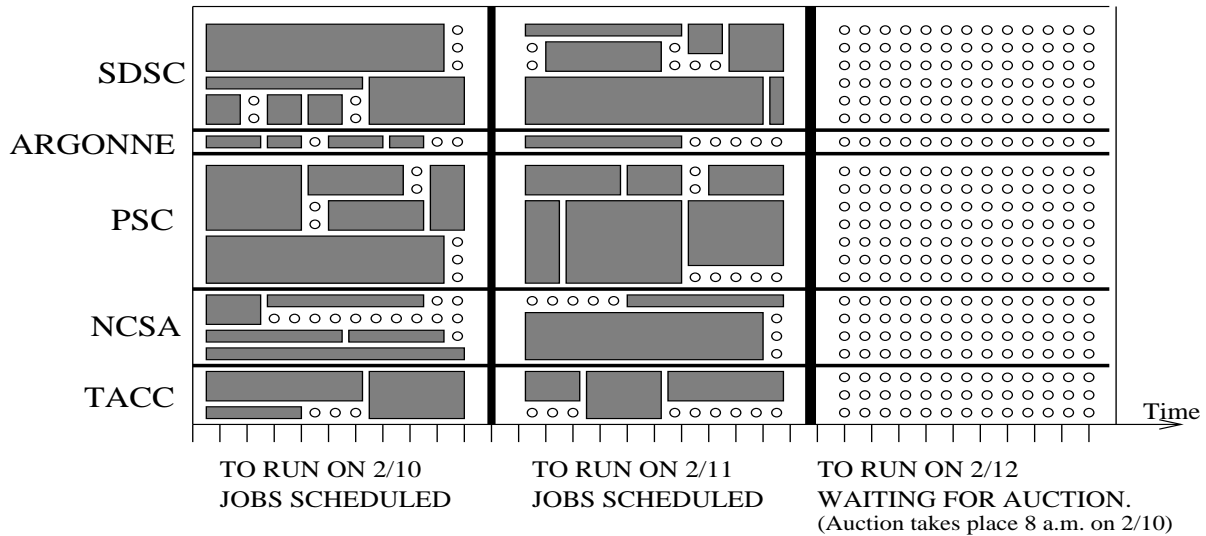 SDSC
ARGONNE
PSC
NCSA
TACC
Time
TO RUN ON 2/10
JOBS SCHEDULED
TO RUN ON 2/11
JOBS SCHEDULED
TO RUN ON 2/12
WAITING FOR AUCTION.
(Auction takes place 8 a.m. on 2/10)